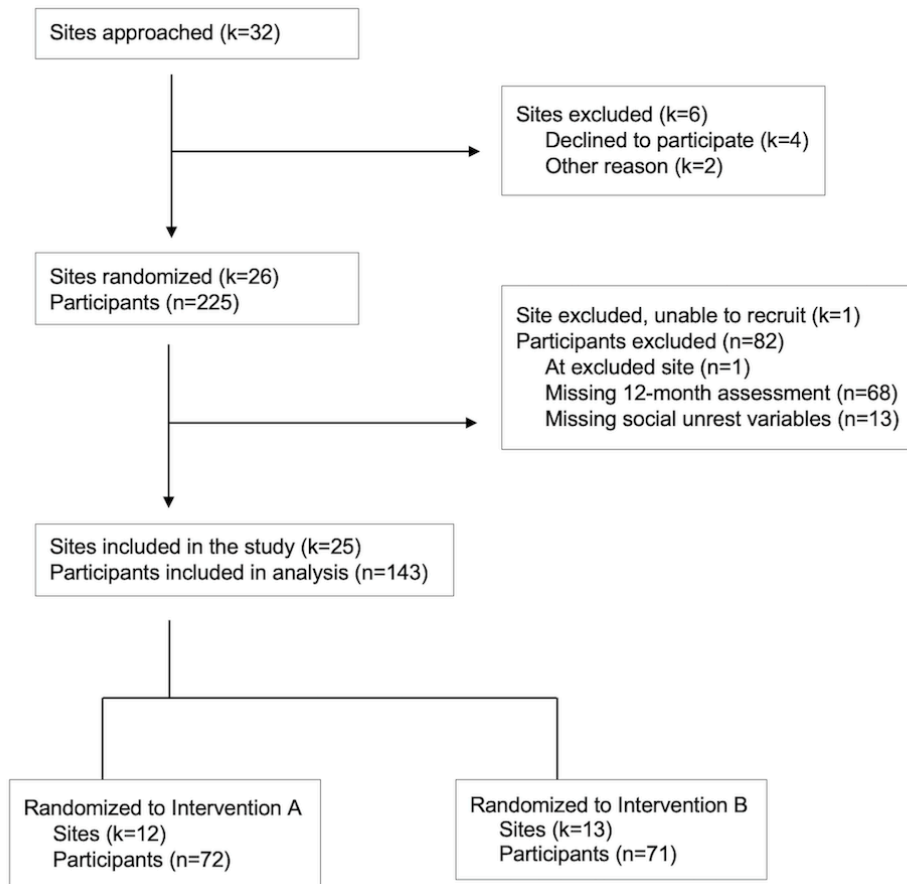 Sites approached (k=32)
Sites excluded (k=6)
Declined to participate (k=4)
Other reason (k=2)
Sites randomized (k=26)
Participants (n=225)
Site excluded, unable to recruit (k=1)
Participants excluded (n=82)
At excluded site (n=1)
Missing 12-month assessment (n=68)
Missing social unrest variables (n=13)
Sites included in the study (k=25)
Participants included in analysis (n=143)
Randomized to Intervention A
Sites (k=12)
Participants (n=72)
Randomized to Intervention B
Sites (k=13)
Participants (n=71)